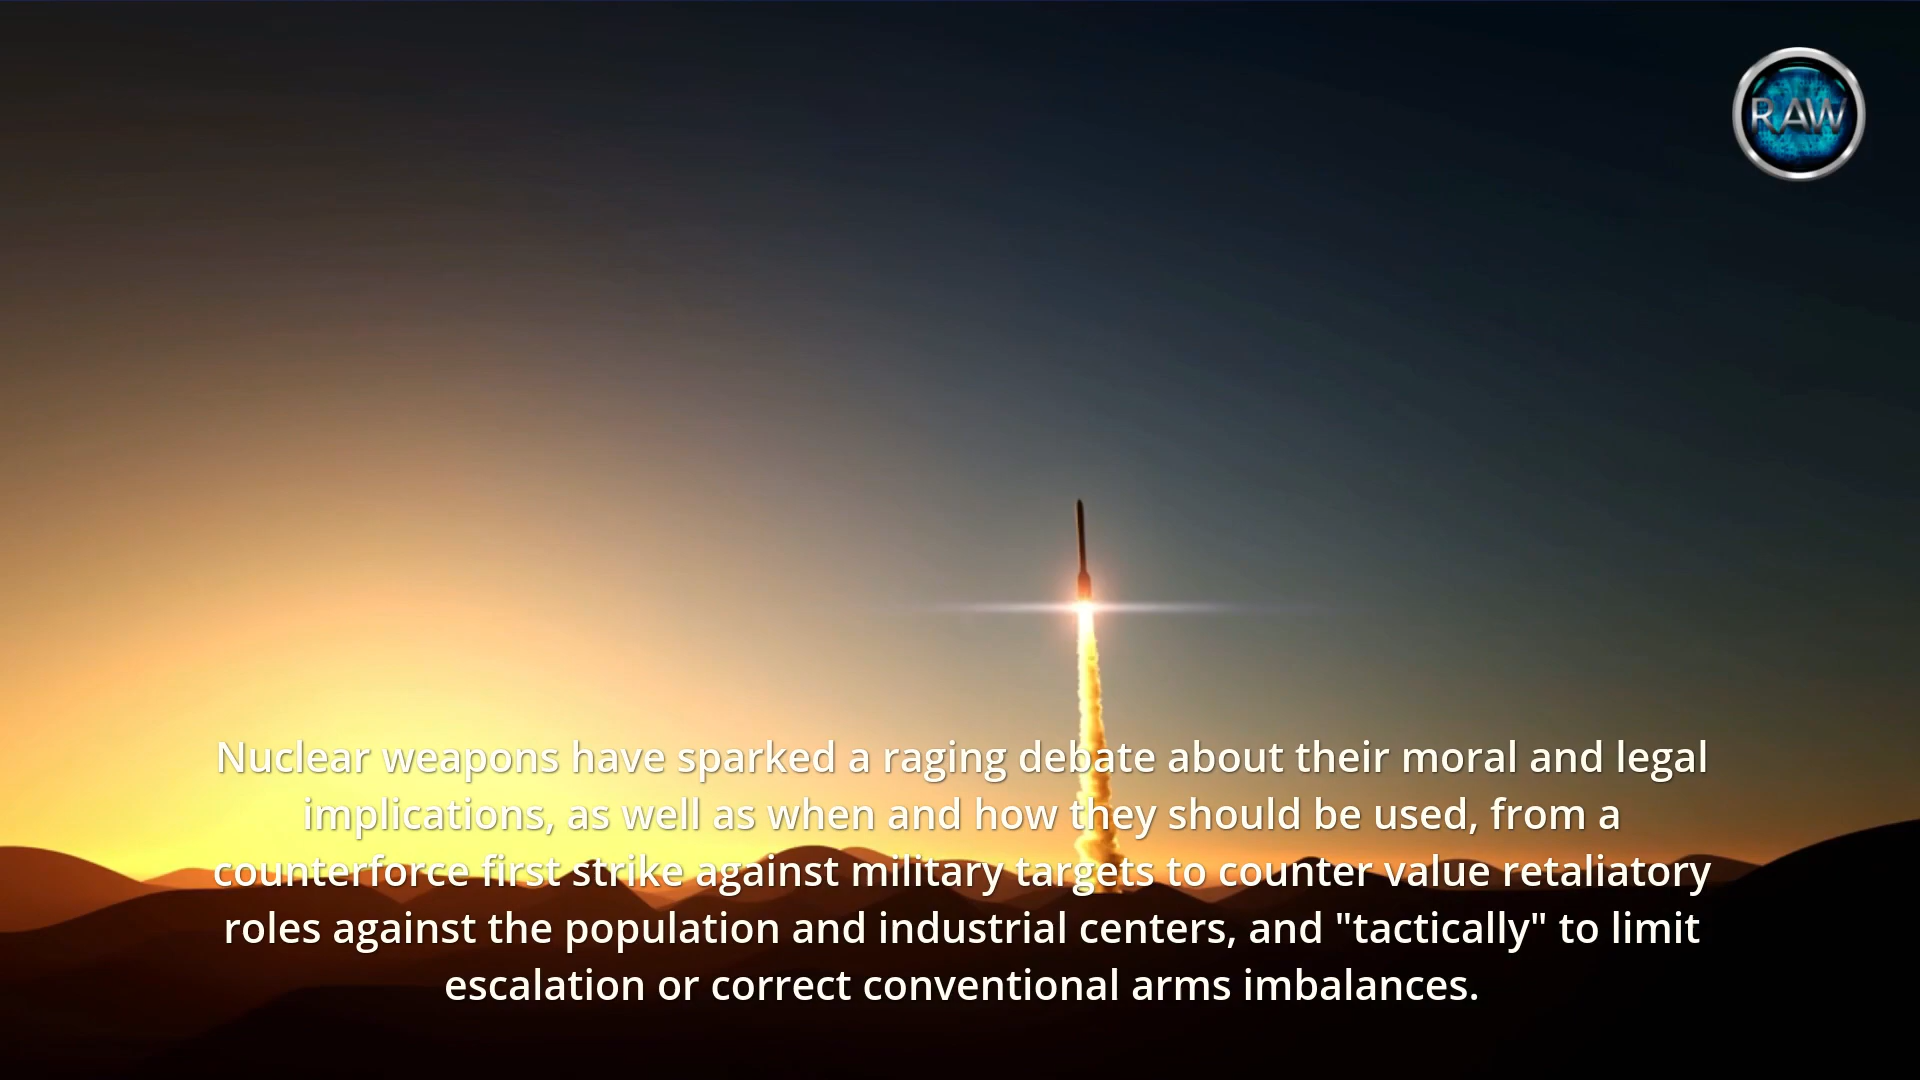 RAW
Nuclear weapons have sparked a raging debate about their moral and legal
implications, as well as when and how they should be used, from a
counterforce first strike against military targets to counter value retaliatory
roles against the population and industrial centers, and "tactically" to limit
escalation or correct conventional arms imbalances.